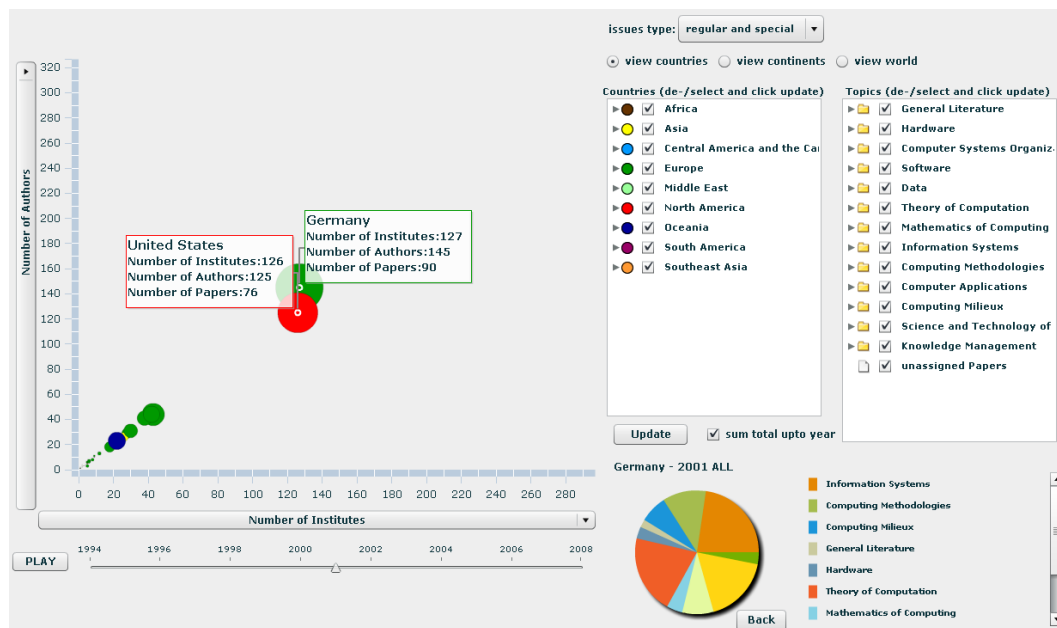 issues type: regular and special
view countries view continents view world
Countries (de-/select and click update)
Africa
Asia
Central America and the Car
Europe
Middle East
North America
Oceania
South America
Southeast Asia
Topics (de-/select and click update)
General Literature
Hardware
Computer Systems Organiz
Software
Data
Theory of Computation
Mathematics of Computing
Information Systems
Computing Methodologies
Computer Applications
Computing Milieux
Science and Technology of
Knowledge Management
unassigned Papers
Update
sum total upto year
Number of Authors
320
300
280
260
240
220
200
180
160
140
120
100
80
60
40
20
0
Germany
Number of Institutes:127
Number of Authors:145
Number of Papers:90
United States
Number of Institutes:126
Number of Authors:125
Number of Papers:76
0 20 40 60 80 100 120 140 160 180 200 220 240 260 280
Number of Institutes
PLAY
1994 1996 1998 2000 2002 2004 2006 2008
Germany - 2001 ALL
Information Systems
Computing Methodologies
Computing Milieux
General Literature
Hardware
Theory of Computation
Mathematics of Computing
Back